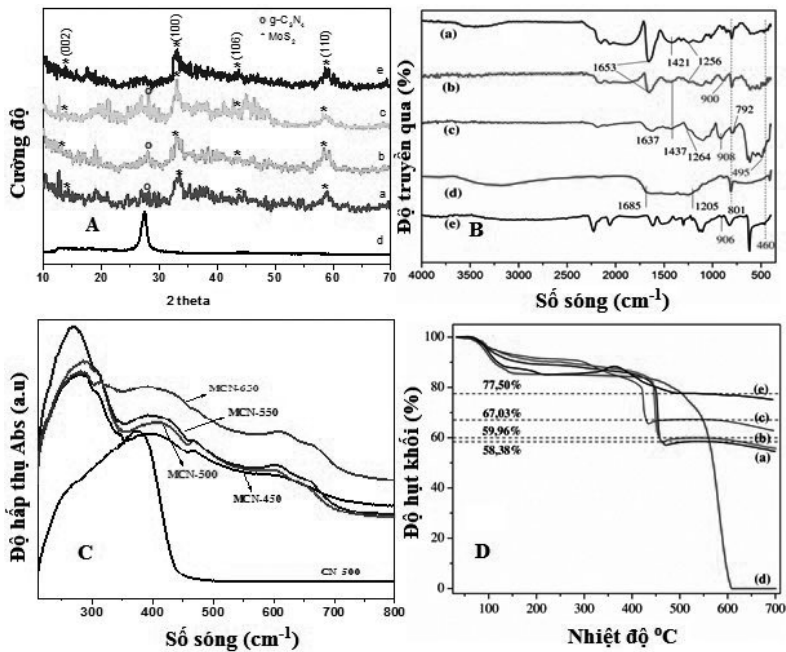 o g-C₃N₄
* MoS₂
*(002)
*(100)
*(106)
*(110)
e
c
b
a
d
A
Cường độ
10 20 30 40 50 60 70
2 theta
(a)
1653 1421 1256
(b)
900
792
(c)
1637
1437
1264
908
495
(d)
1685 1205 801
(e)
906 460
B
Độ truyền qua (%)
4000 3500 3000 2500 2000 1500 1000 500
Số sóng (cm⁻¹)
MCN-650
MCN-550
MCN-500
MCN-450
CN-500
C
Độ hấp thụ Abs (a.u)
300 400 500 600 700 800
Số sóng (cm⁻¹)
100
80
60
40
20
0
77,50%
67,03%
59,96%
58,38%
(e)
(c)
(b)
(a)
(d)
D
Độ hụt khối (%)
100 200 300 400 500 600 700
Nhiệt độ ⁰C